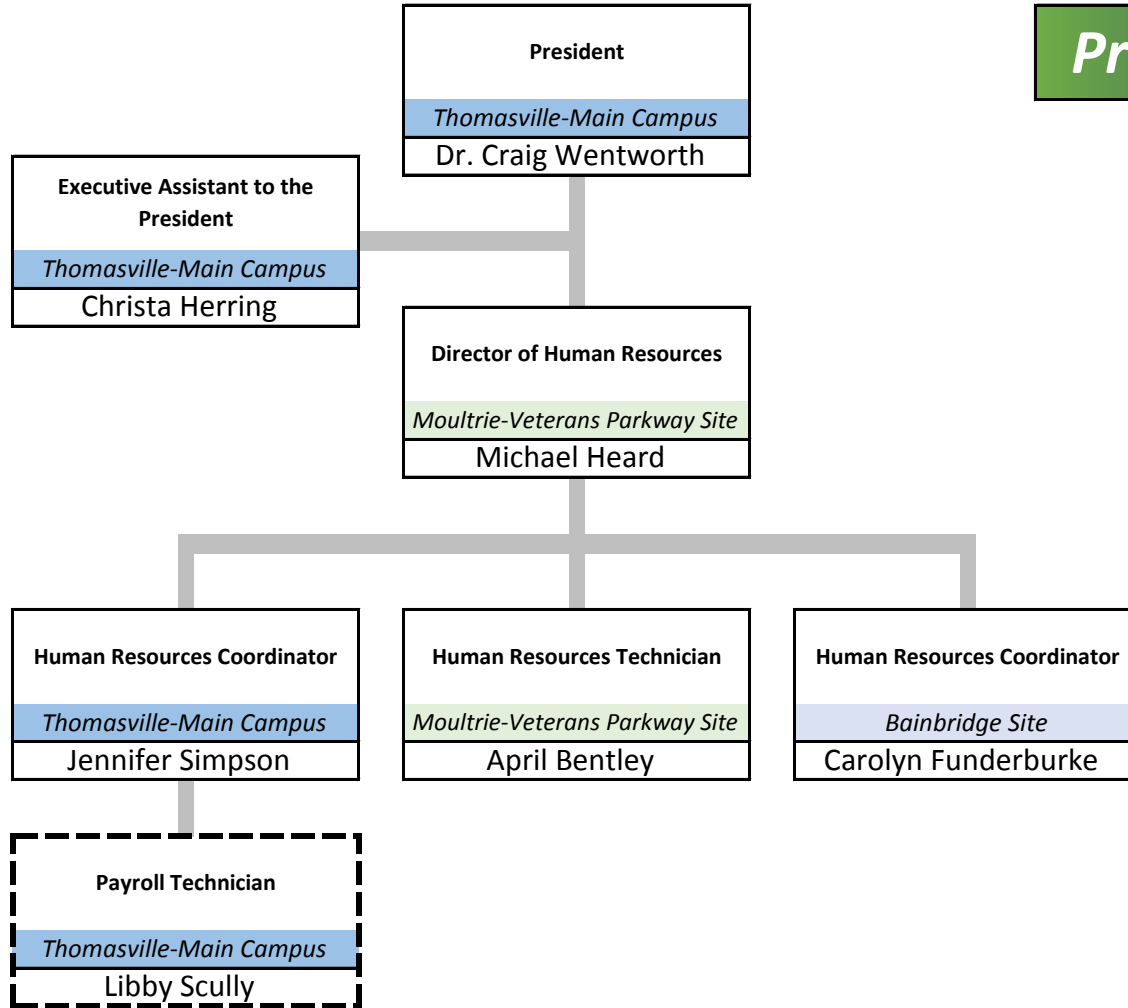 President
Pr
Thomasville-Main Campus
Dr. Craig Wentworth
Executive Assistant to the
President
Thomasville-Main Campus
Christa Herring
Director of Human Resources
Moultrie-Veterans Parkway Site
Michael Heard
Human Resources Coordinator
Thomasville-Main Campus
Jennifer Simpson
Human Resources Technician
Moultrie-Veterans Parkway Site
April Bentley
Human Resources Coordinator
Bainbridge Site
Carolyn Funderburke
Payroll Technician
Thomasville-Main Campus
Libby Scully